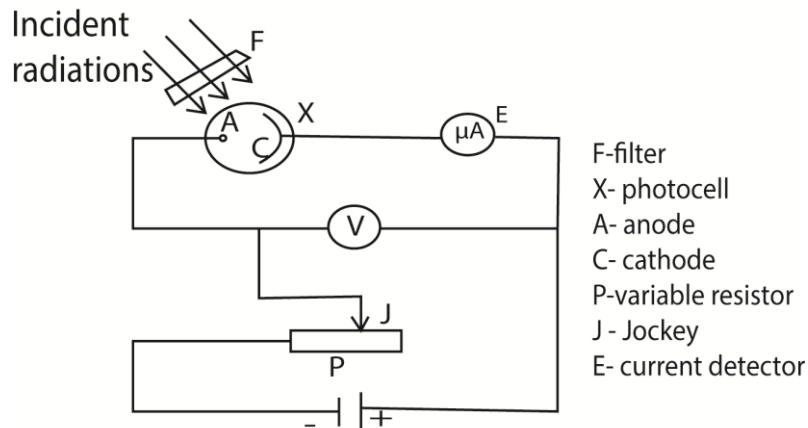 Incident
radiations
F
A
C
X
μA
E
V
J
P
-
+
F-filter
X- photocell
A- anode
C- cathode
P-variable resistor
J - Jockey
E- current detector